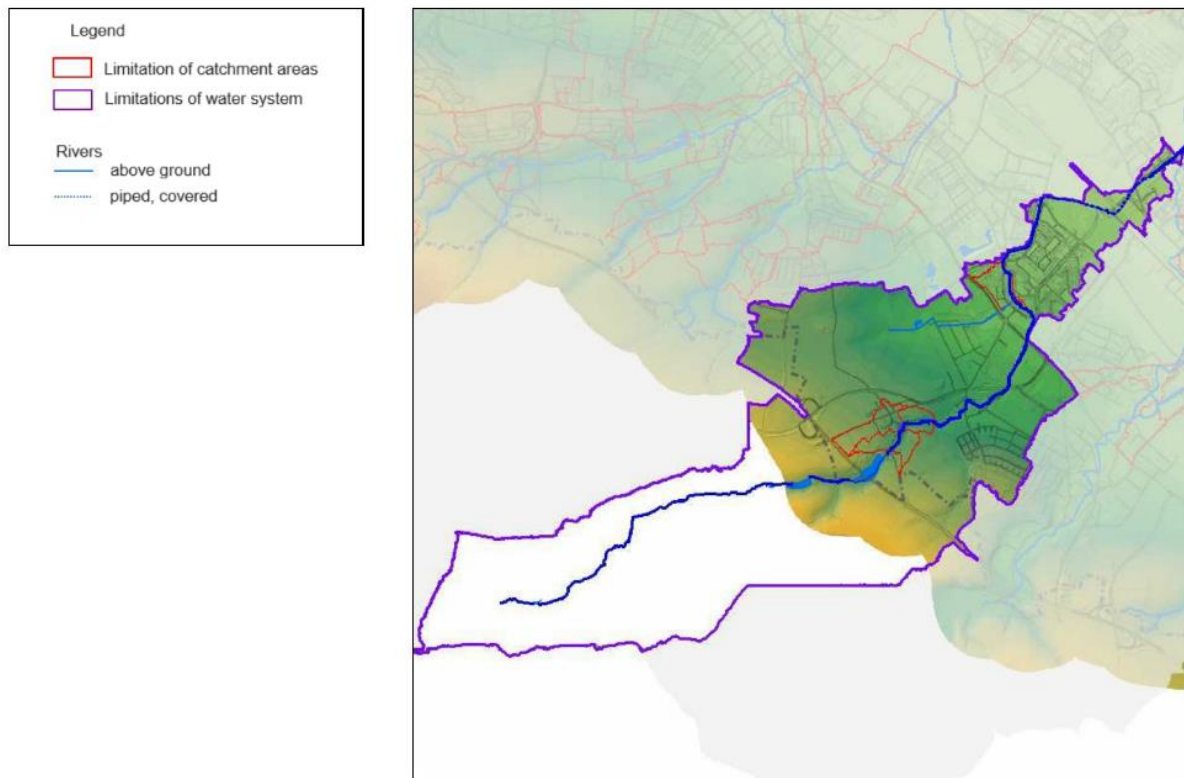 Legend
Limitation of catchment areas
Limitations of water system
Rivers
above ground
piped, covered